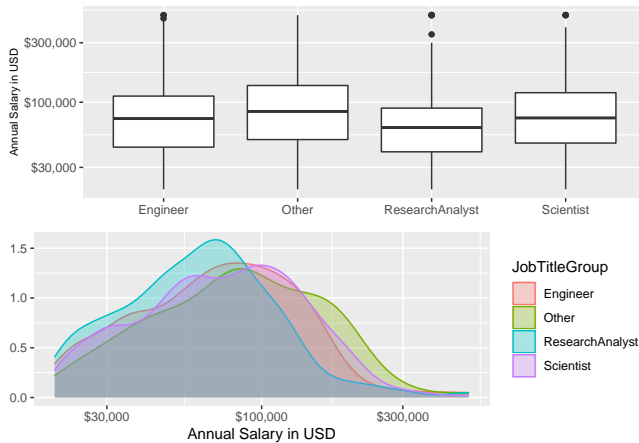 $300,000
$100,000
$30,000
Annual Salary in USD
Engineer
Other
ResearchAnalyst
Scientist
1.5
1.0
0.5
0.0
$30,000
$100,000
$300,000
Annual Salary in USD
JobTitleGroup
Engineer
Other
ResearchAnalyst
Scientist